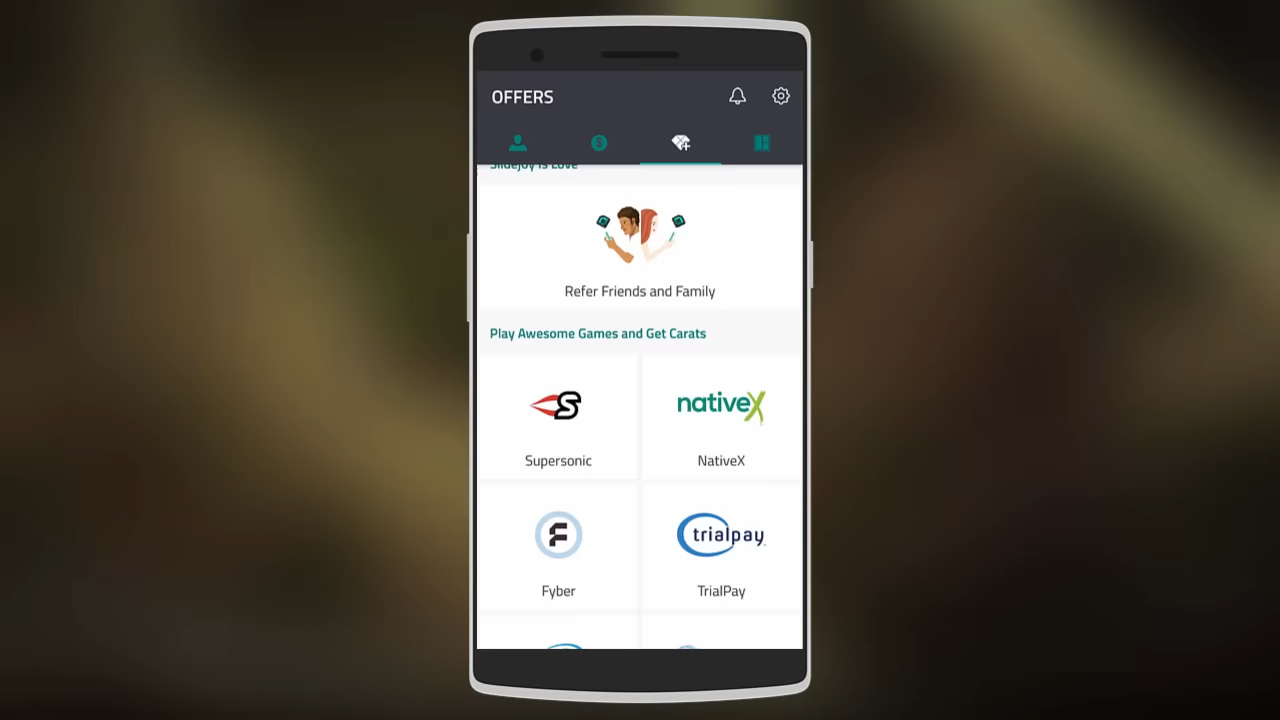 OFFERS
Slidejoy is Love
Refer Friends and Family
Play Awesome Games and Get Carats
S
nativeX
Supersonic
NativeX
F
trialpay
Fyber
TrialPay